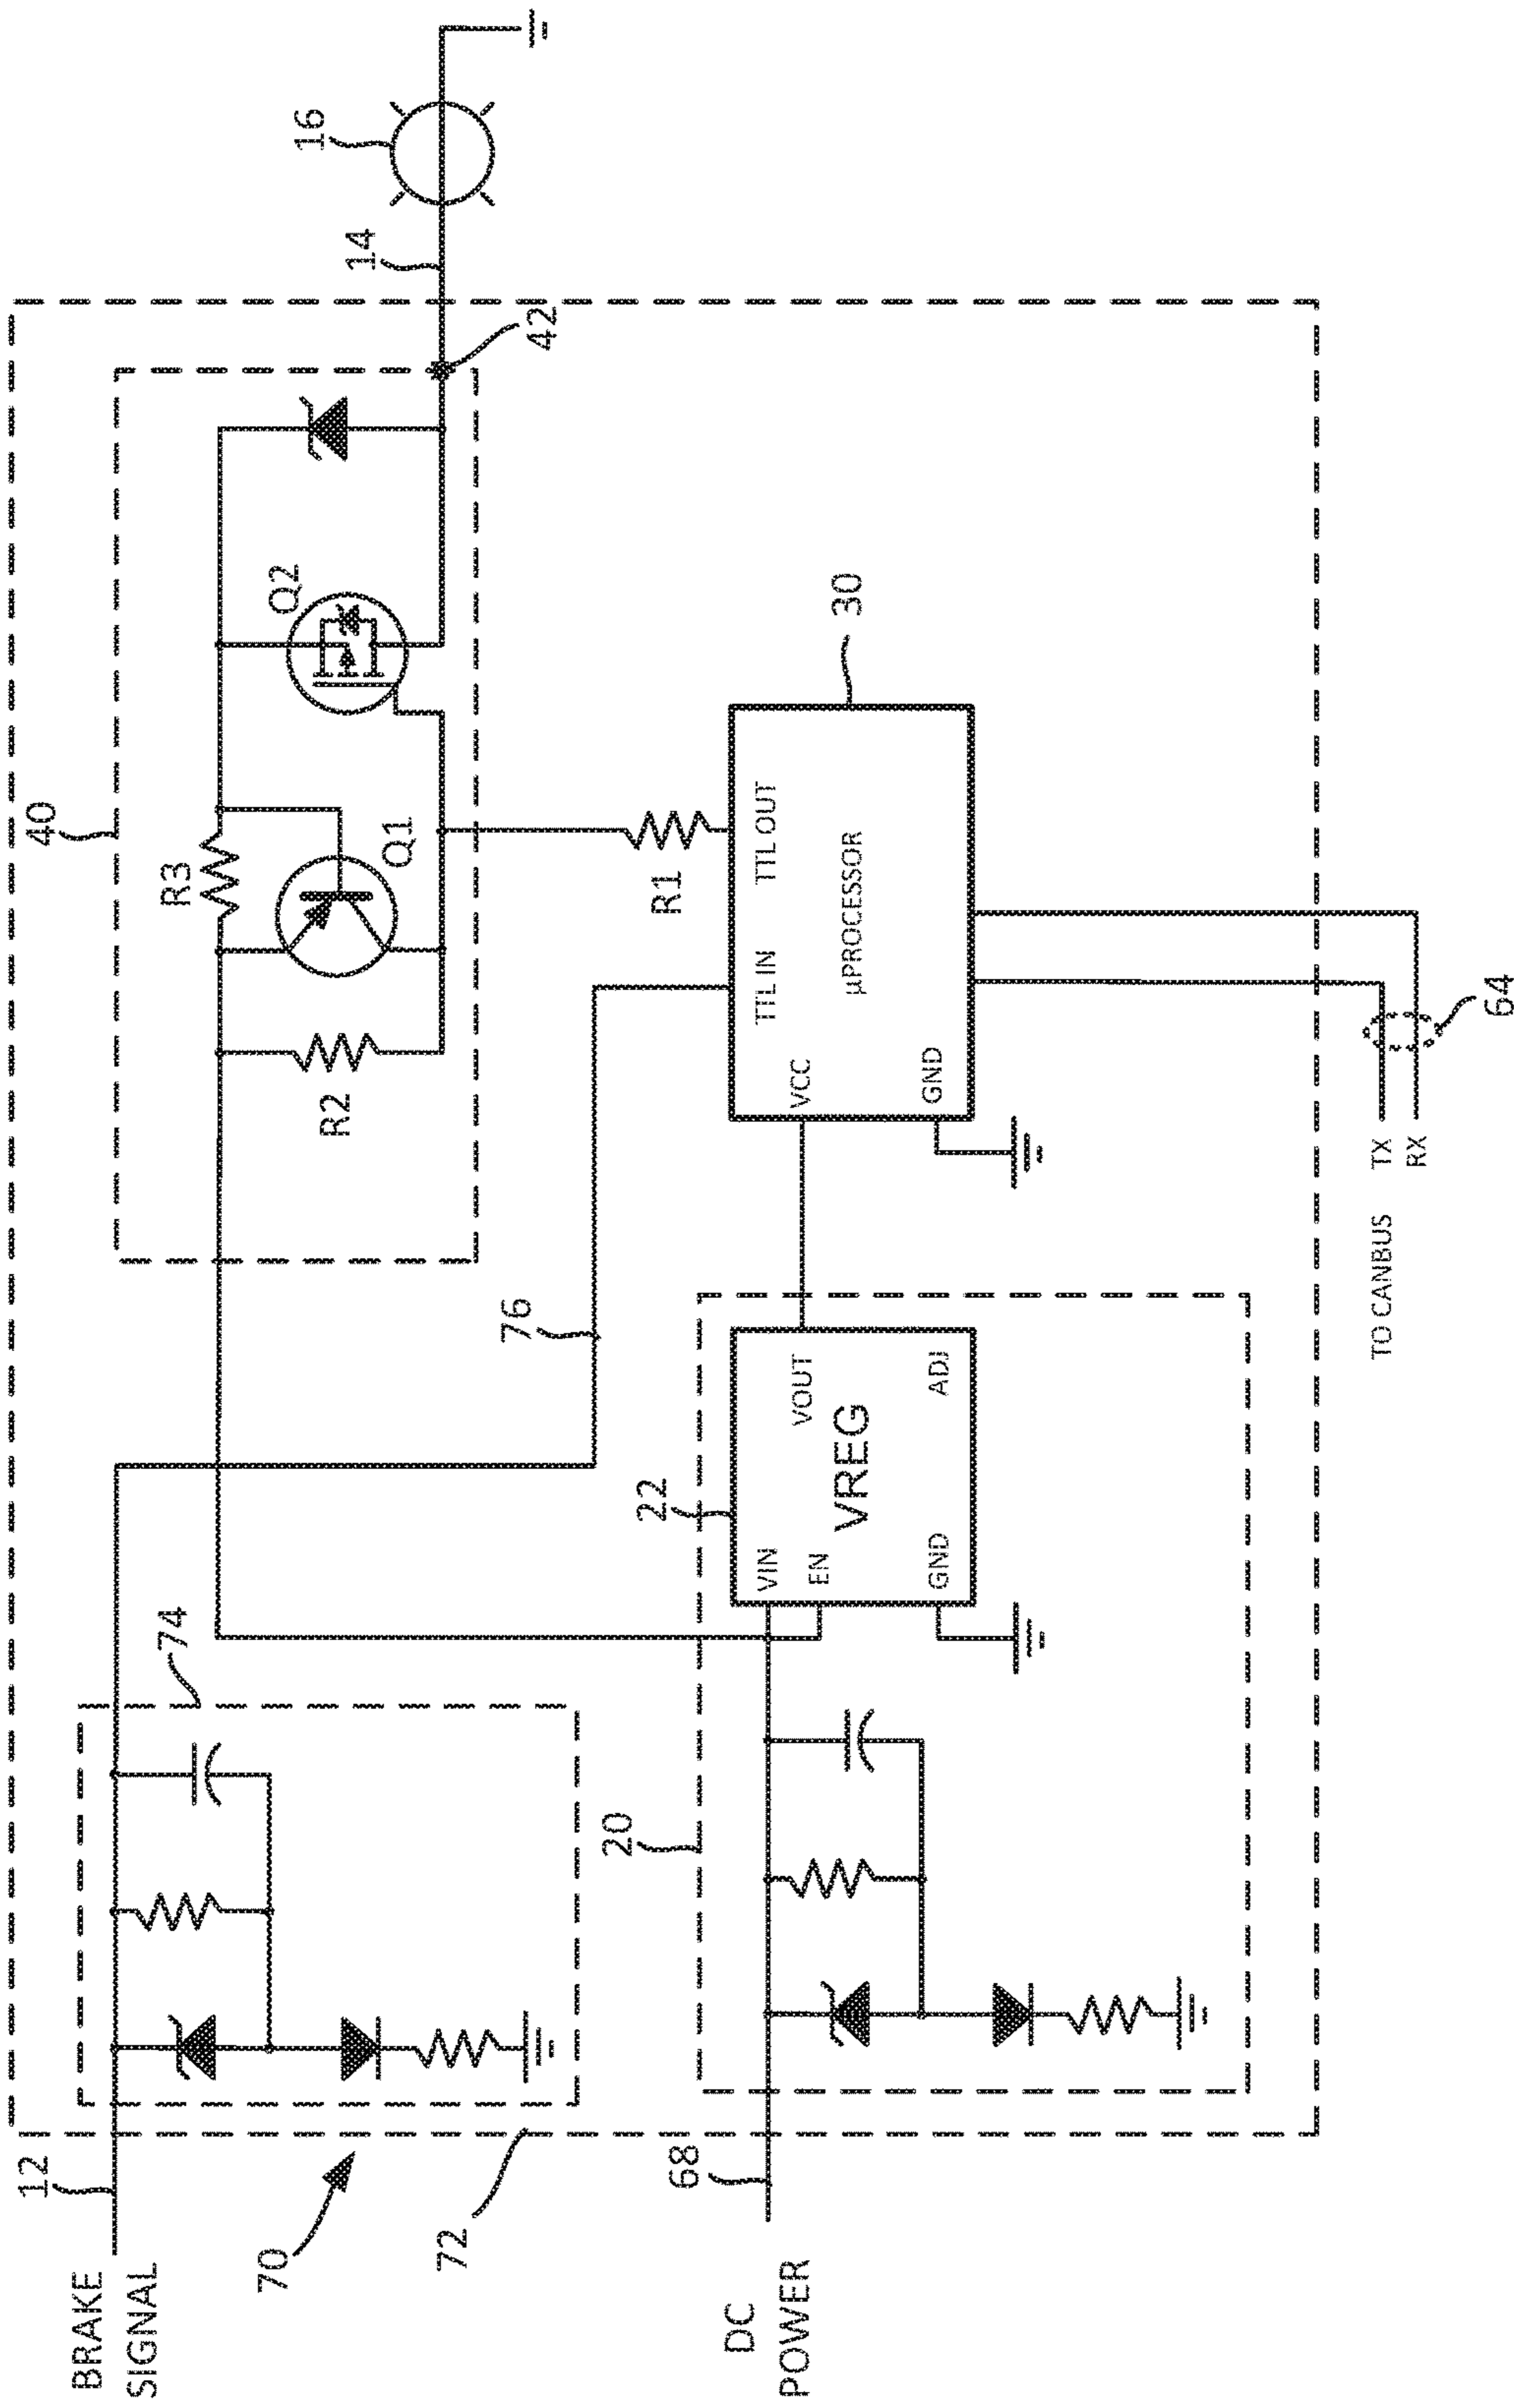 BRAKE
SIGNAL
12
70
72
74
40
R3
R2
Q1
Q2
42
14
16
76
R1
DC
POWER
68
20
22
VIN
EN
GND
VREG
VOUT
ADJ
VCC
GND
TTL IN
TTL OUT
µPROCESSOR
30
TO CANBUS
TX
RX
64